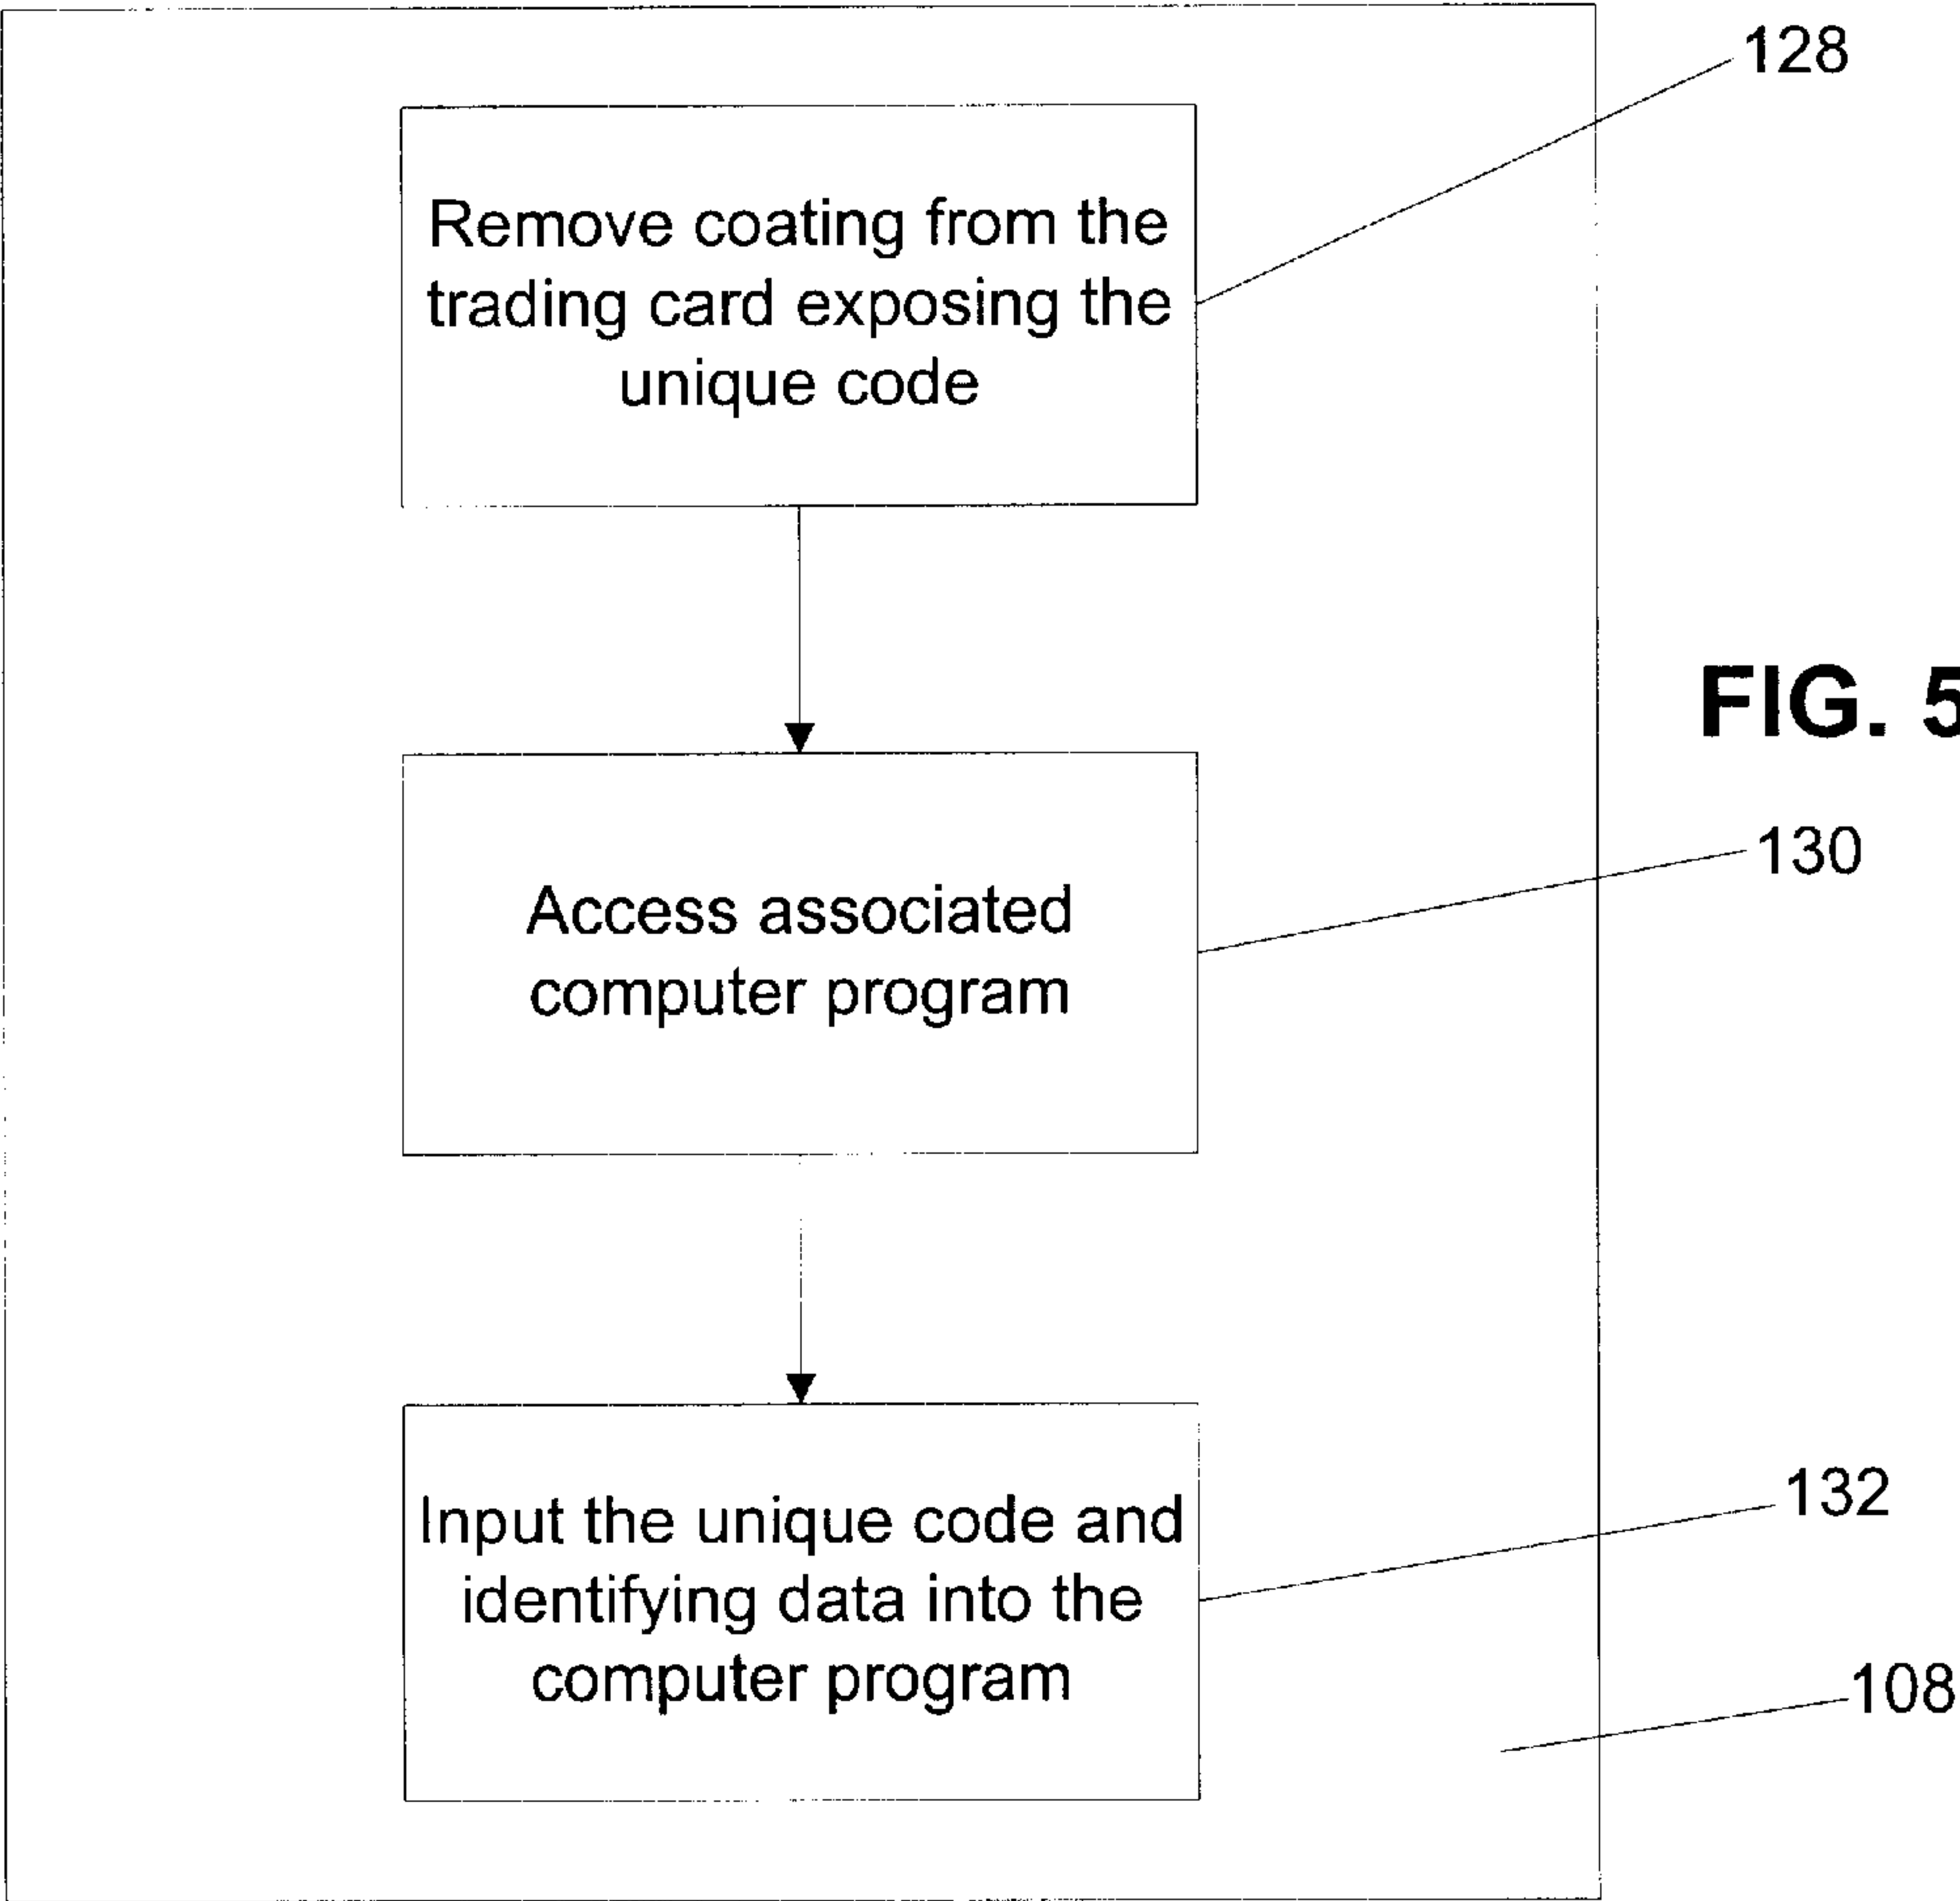 128
Remove coating from the
trading card exposing the
unique code
FIG. 5
130
Access associated
computer program
132
Input the unique code and
identifying data into the
computer program
108